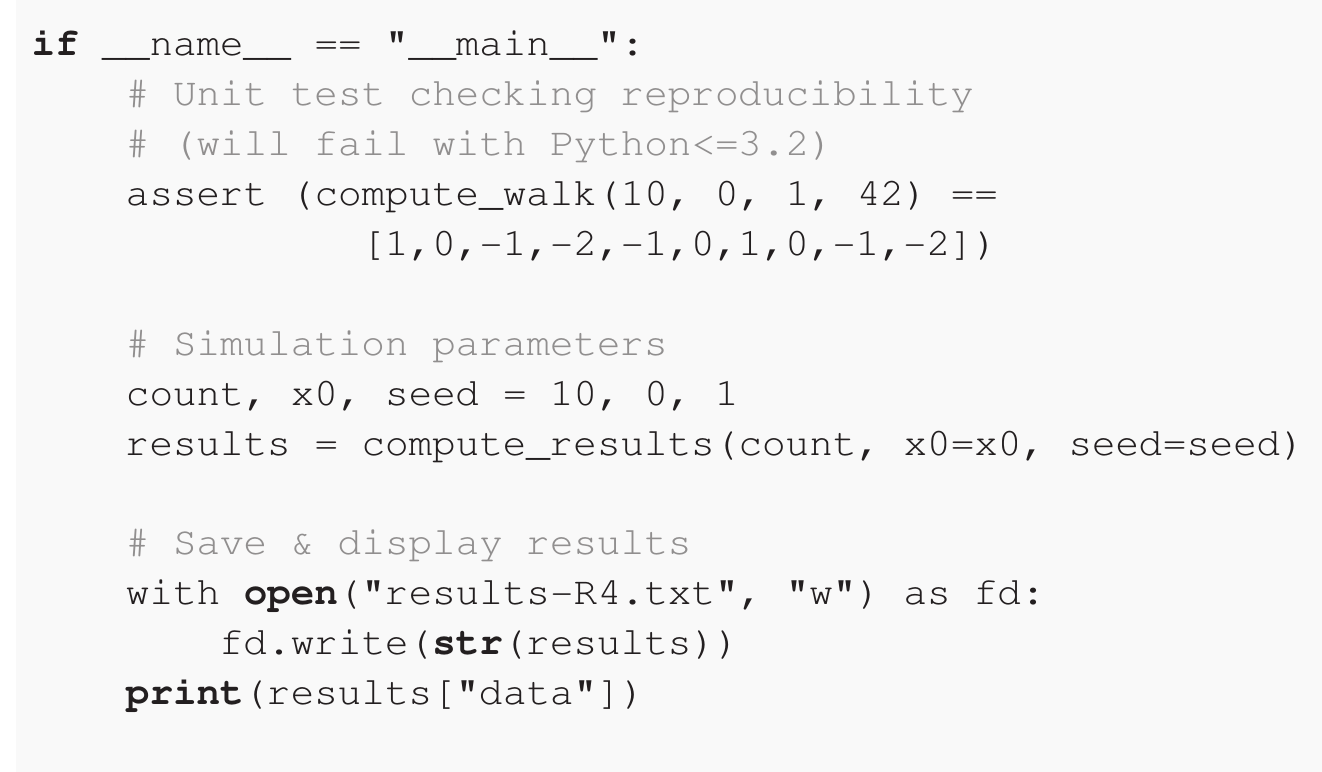 if __name__ == "__main__":
    # Unit test checking reproducibility
    # (will fail with Python<=3.2)
    assert (compute_walk(10, 0, 1, 42) ==
              [1,0,-1,-2,-1,0,1,0,-1,-2])

    # Simulation parameters
    count, x0, seed = 10, 0, 1
    results = compute_results(count, x0=x0, seed=seed)

    # Save & display results
    with open("results-R4.txt", "w") as fd:
        fd.write(str(results))
    print(results["data"])